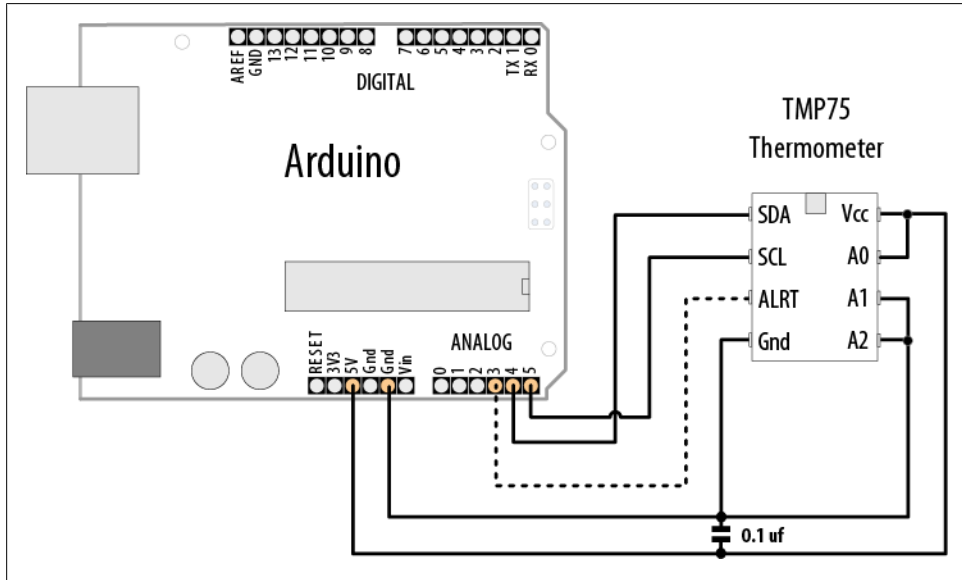 AREF
GND
13
12
11
10
9
8
7
6
5
4
3
2
TX 1
RX 0
DIGITAL
Arduino
TMP75
Thermometer
SDA
Vcc
SCL
A0
ALRT
A1
Gnd
A2
RESET
3V3
5V
Gnd
Gnd
Vin
ANALOG
0
1
2
3
4
5
0.1 uf